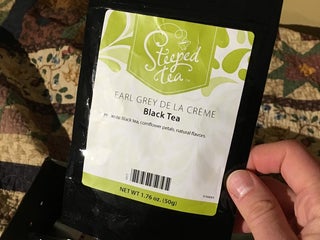 Steeped
Tea
EARL GREY DE LA CRÈME
Black Tea
Black tea, cornflower petals, natural flavors
NET WT 1.76 oz. (50g)